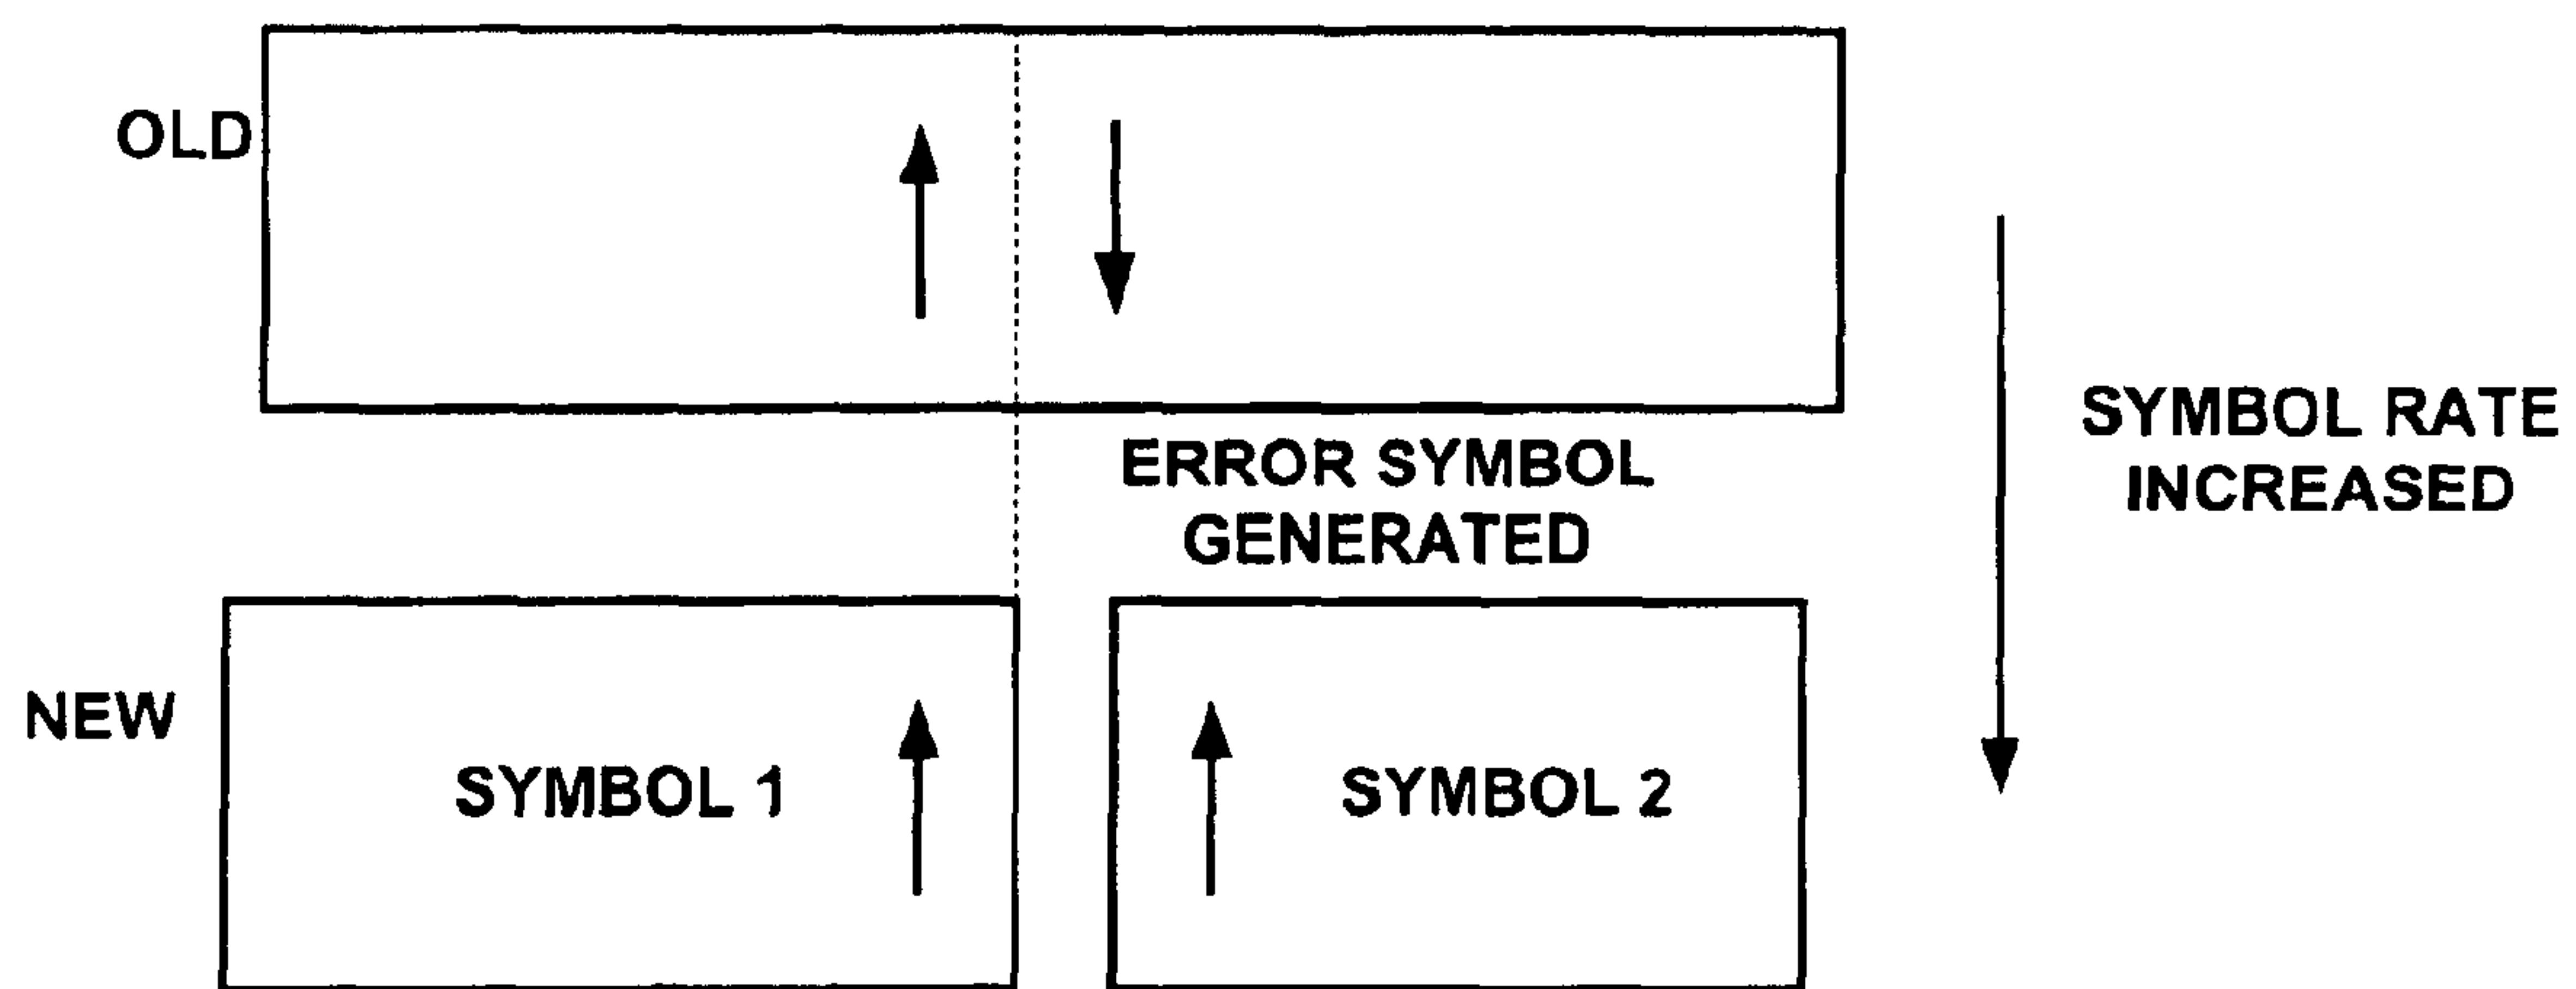 OLD
SYMBOL RATE
INCREASED
ERROR SYMBOL
GENERATED
NEW
SYMBOL 1
SYMBOL 2